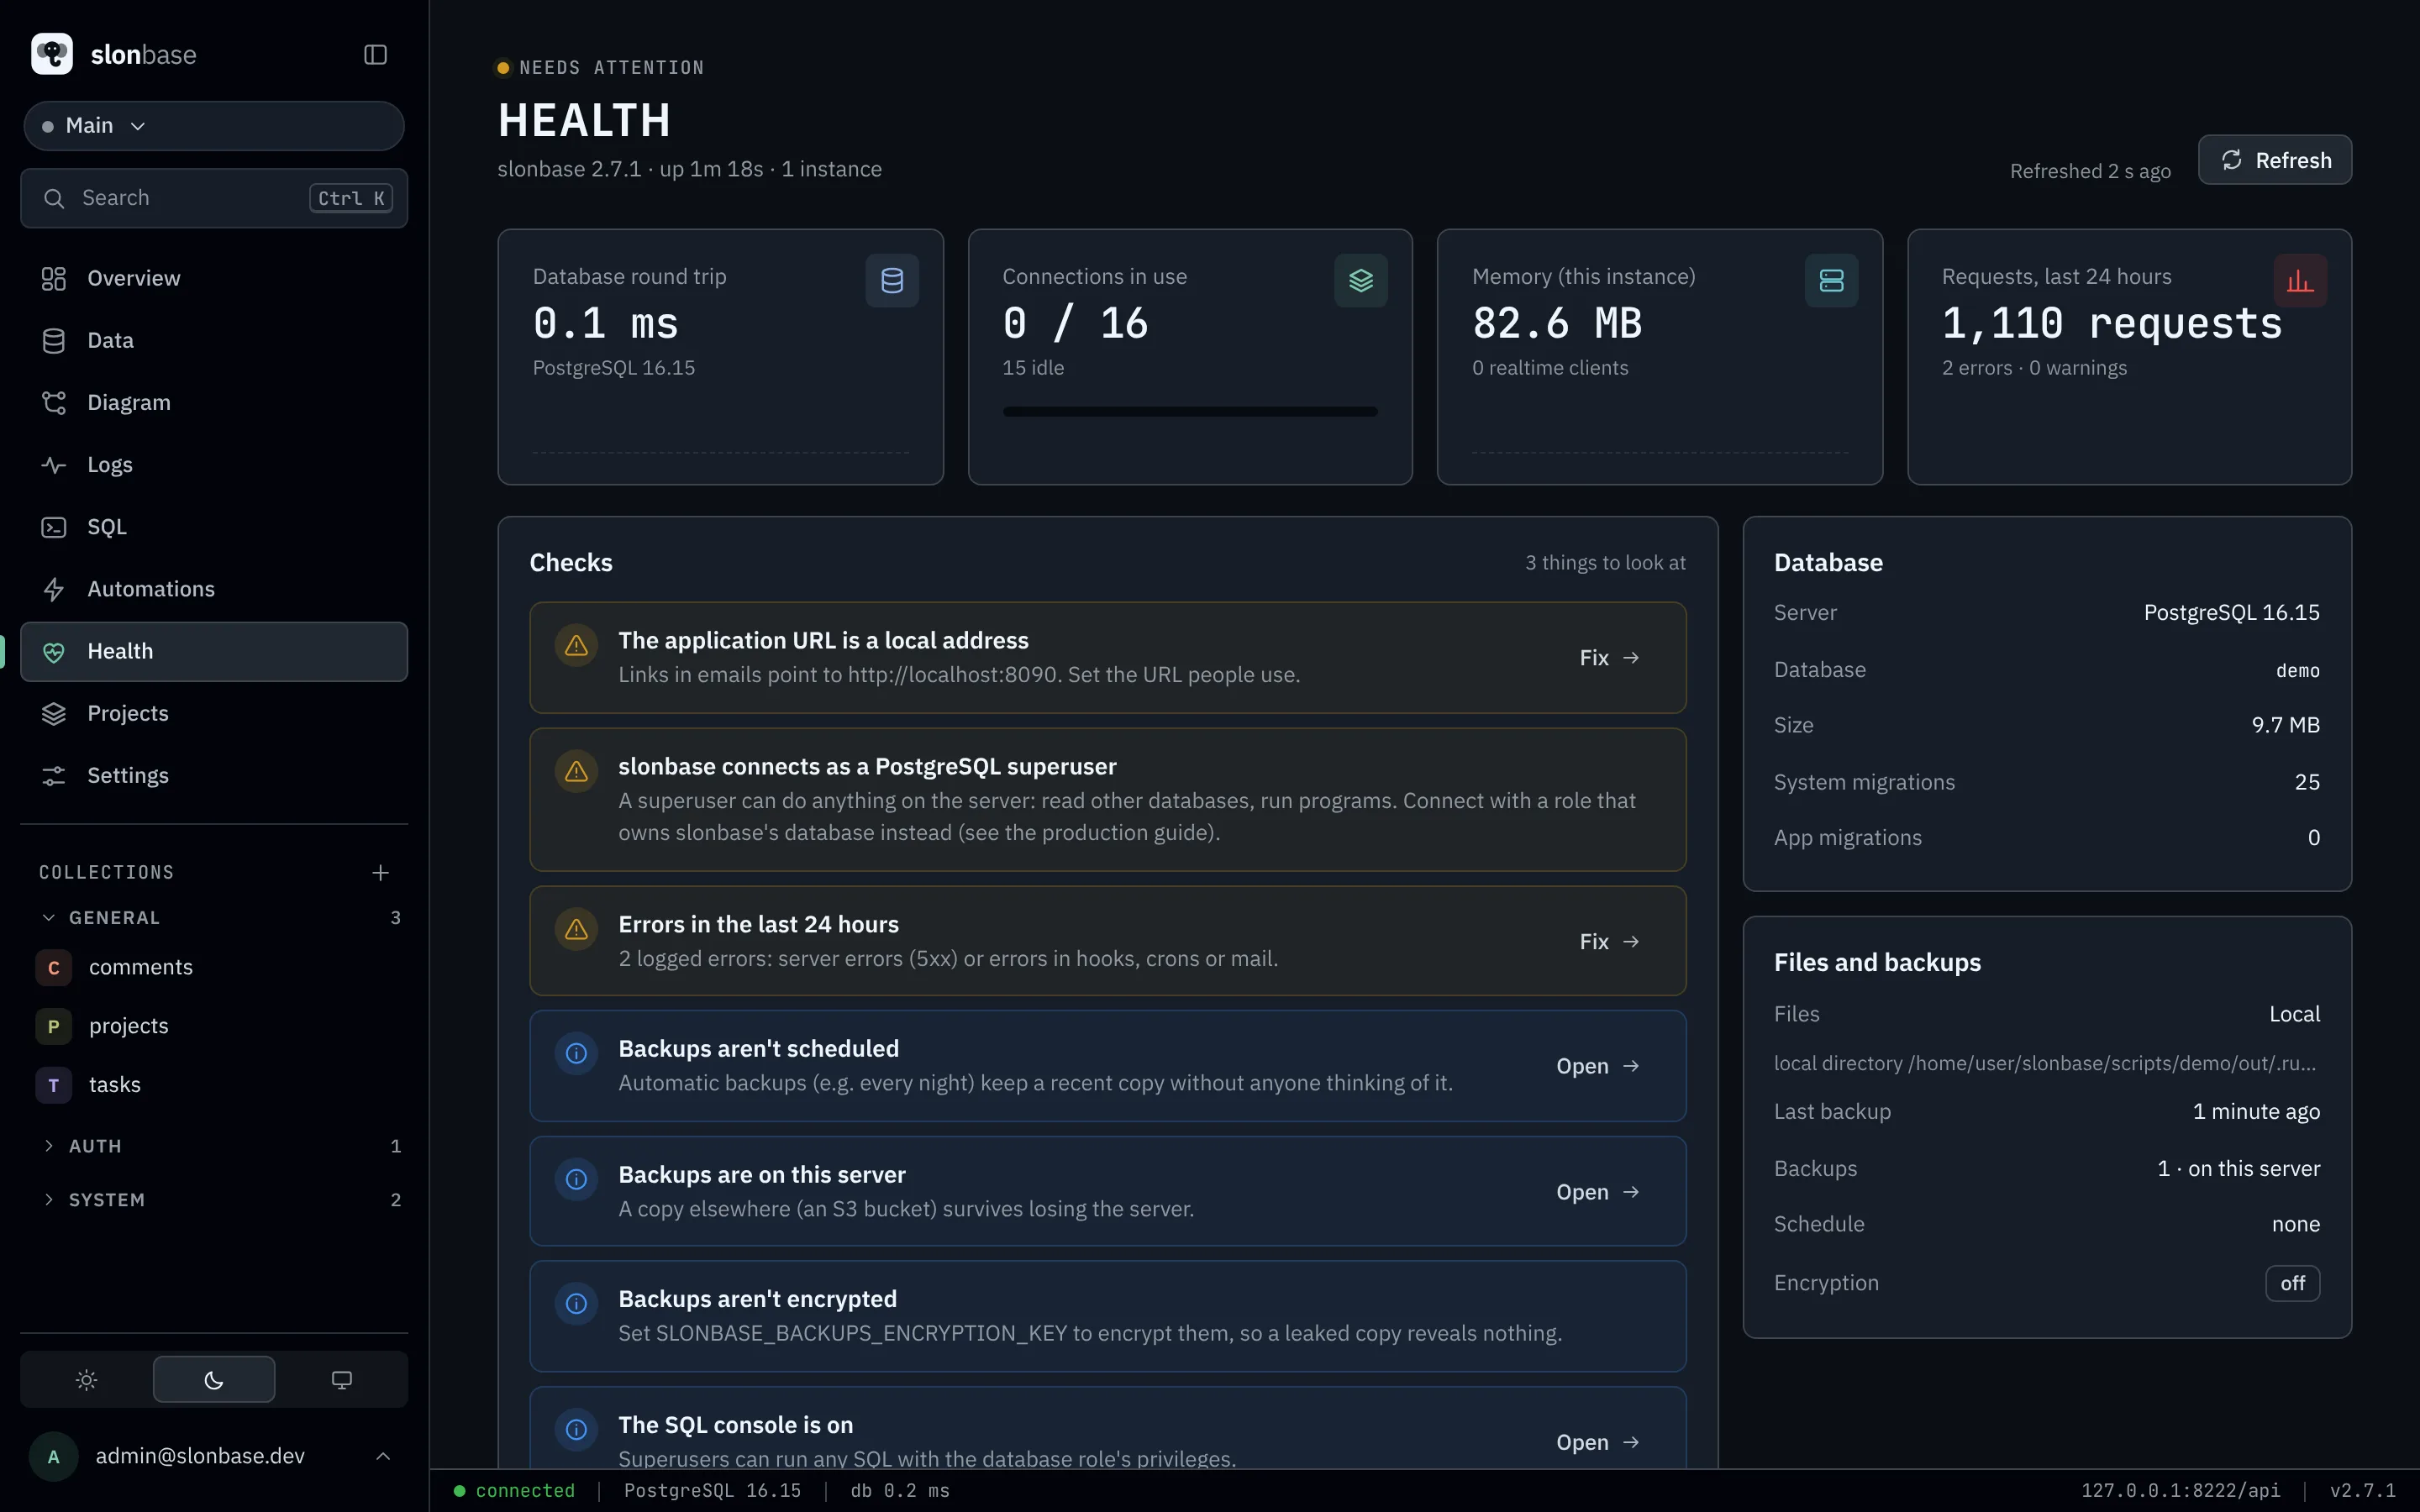 slonbase
Main
Search Ctrl K
Overview
Data
Diagram
Logs
SQL
Automations
Health
Projects
Settings
COLLECTIONS
GENERAL 3
C comments
P projects
T tasks
AUTH 1
SYSTEM 2
A admin@slonbase.dev
NEEDS ATTENTION
HEALTH
slonbase 2.7.1 · up 1m 18s · 1 instance
Refreshed 2 s ago
Refresh
Database round trip
0.1 ms
PostgreSQL 16.15
Connections in use
0 / 16
15 idle
Memory (this instance)
82.6 MB
0 realtime clients
Requests, last 24 hours
1,110 requests
2 errors · 0 warnings
Checks 3 things to look at
The application URL is a local address
Links in emails point to http://localhost:8090. Set the URL people use.
Fix
slonbase connects as a PostgreSQL superuser
A superuser can do anything on the server: read other databases, run programs. Connect with a role that
owns slonbase's database instead (see the production guide).
Errors in the last 24 hours
2 logged errors: server errors (5xx) or errors in hooks, crons or mail.
Fix
Backups aren't scheduled
Automatic backups (e.g. every night) keep a recent copy without anyone thinking of it.
Open
Backups are on this server
A copy elsewhere (an S3 bucket) survives losing the server.
Open
Backups aren't encrypted
Set SLONBASE_BACKUPS_ENCRYPTION_KEY to encrypt them, so a leaked copy reveals nothing.
The SQL console is on
Superusers can run any SQL with the database role's privileges.
Open
Database
Server PostgreSQL 16.15
Database demo
Size 9.7 MB
System migrations 25
App migrations 0
Files and backups
Files Local
local directory /home/user/slonbase/scripts/demo/out/.ru...
Last backup 1 minute ago
Backups 1 · on this server
Schedule none
Encryption off
connected | PostgreSQL 16.15 | db 0.2 ms
127.0.0.1:8222/api | v2.7.1